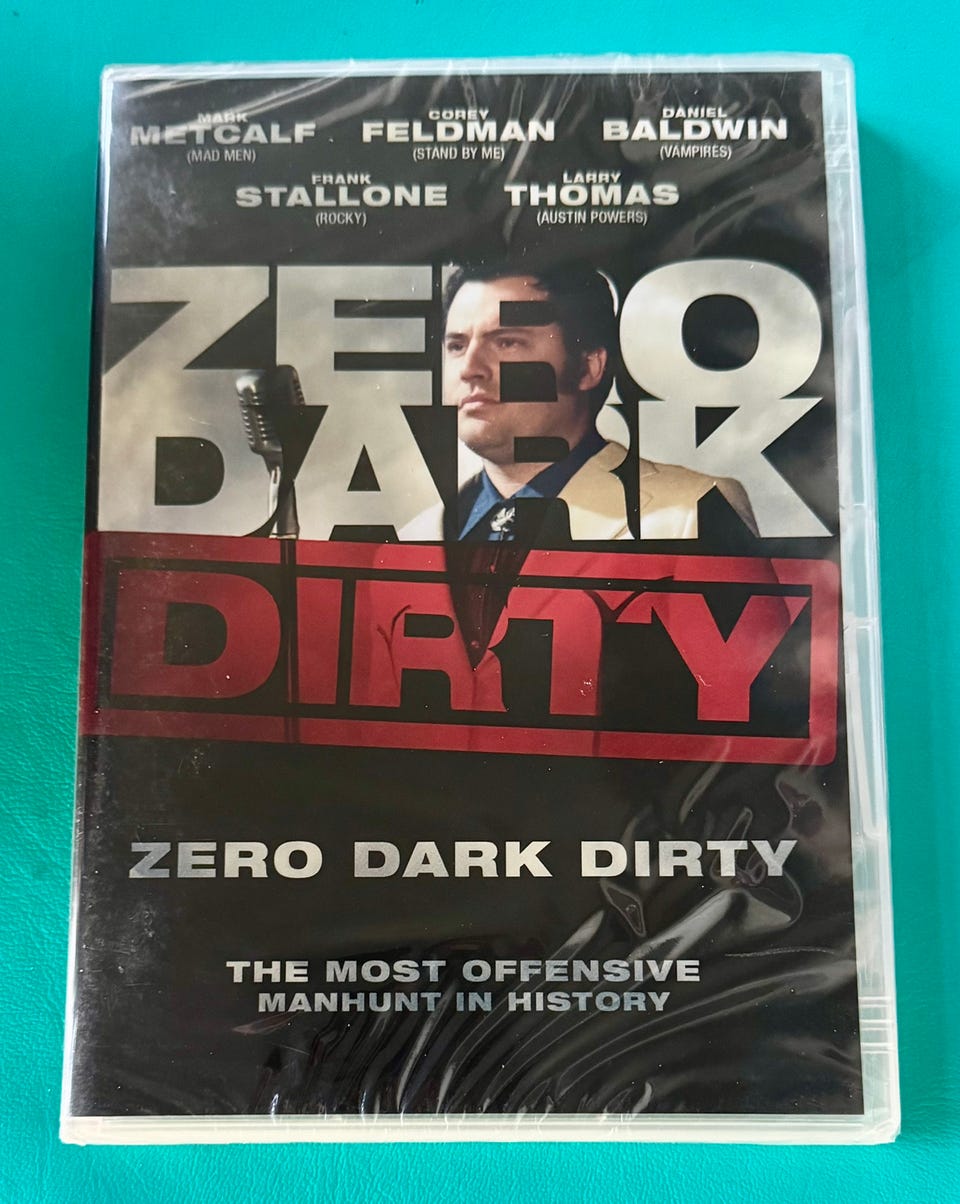 MARK COREY DANIEL
METCALF FELDMAN BALDWIN
(MAD MEN) (STAND BY ME) (VAMPIRES)
FRANK LARRY
STALLONE THOMAS
(ROCKY) (AUSTIN POWERS)
ZERO
DARK
DIRTY
ZERO DARK DIRTY
THE MOST OFFENSIVE
MANHUNT IN HISTORY